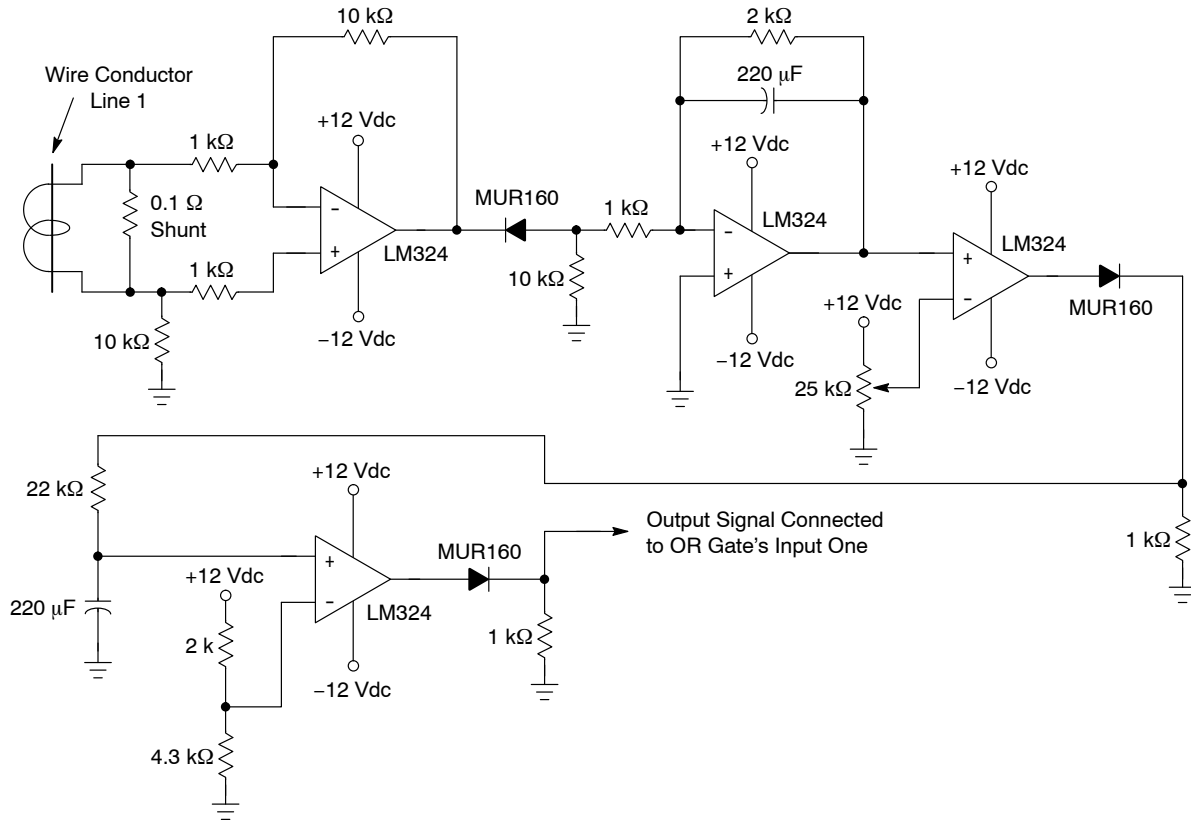 10 kΩ
2 kΩ
Wire Conductor
Line 1
220 μF
+12 Vdc
1 kΩ
+12 Vdc
+12 Vdc
MUR160
0.1 Ω
Shunt
-
+
LM324
1 kΩ
-
+
LM324
+
-
LM324
1 kΩ
10 kΩ
+12 Vdc
MUR160
10 kΩ
−12 Vdc
−12 Vdc
25 kΩ
−12 Vdc
+12 Vdc
22 kΩ
Output Signal Connected
to OR Gate's Input One
1 kΩ
MUR160
+
-
+12 Vdc
LM324
220 μF
1 kΩ
2 k
−12 Vdc
4.3 kΩ